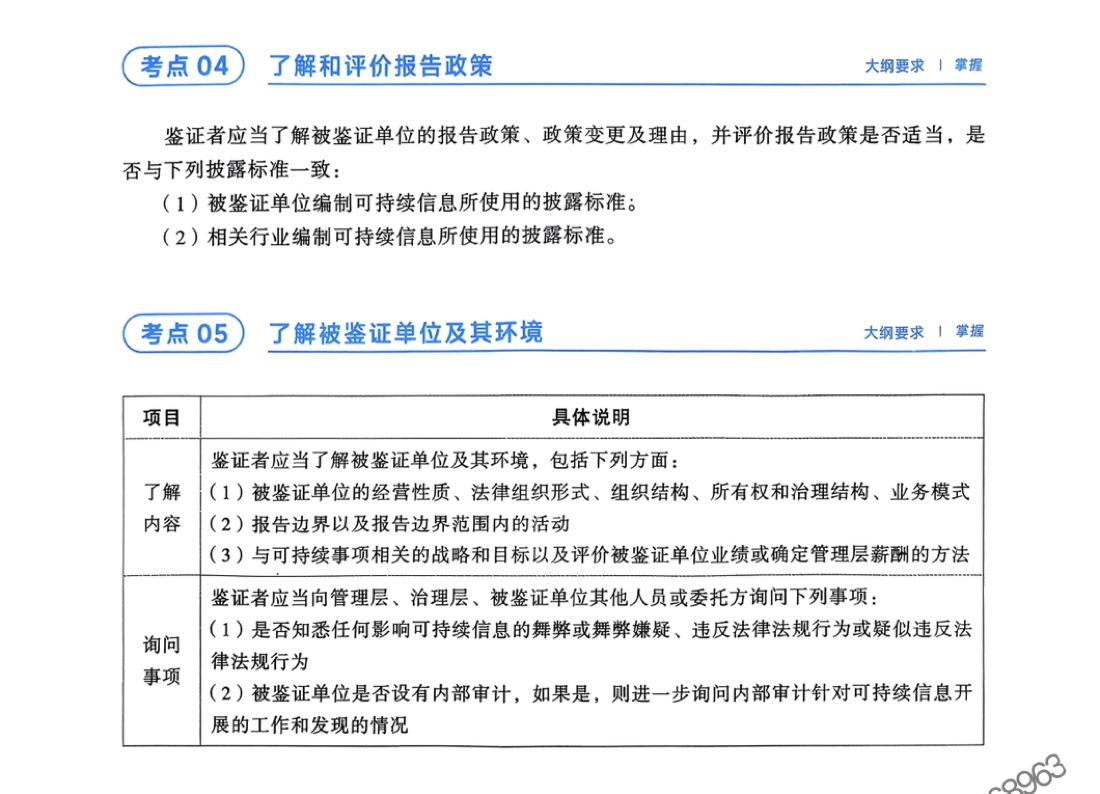 考点 04 了解和评价报告政策 大纲要求 | 掌握
鉴证者应当了解被鉴证单位的报告政策、政策变更及理由，并评价报告政策是否适当，是
否与下列披露标准一致：
（1）被鉴证单位编制可持续信息所使用的披露标准。
（2）相关行业编制可持续信息所使用的披露标准。
考点 05 了解被鉴证单位及其环境 大纲要求 | 掌握
项目 具体说明
了解
内容
鉴证者应当了解被鉴证单位及其环境，包括下列方面：
（1）被鉴证单位的经营性质、法律组织形式、组织结构、所有权和治理结构、业务模式
（2）报告边界以及报告边界范围内的活动
（3）与可持续事项相关的战略和目标以及评价被鉴证单位业绩或确定管理层薪酬的方法
询问
事项
鉴证者应当向管理层、治理层、被鉴证单位其他人员或委托方询问下列事项：
（1）是否知悉任何影响可持续信息的舞弊或舞弊嫌疑、违反法律法规行为或疑似违反法
律法规行为
（2）被鉴证单位是否设有内部审计，如果是，则进一步询问内部审计针对可持续信息开
展的工作和发现的情况